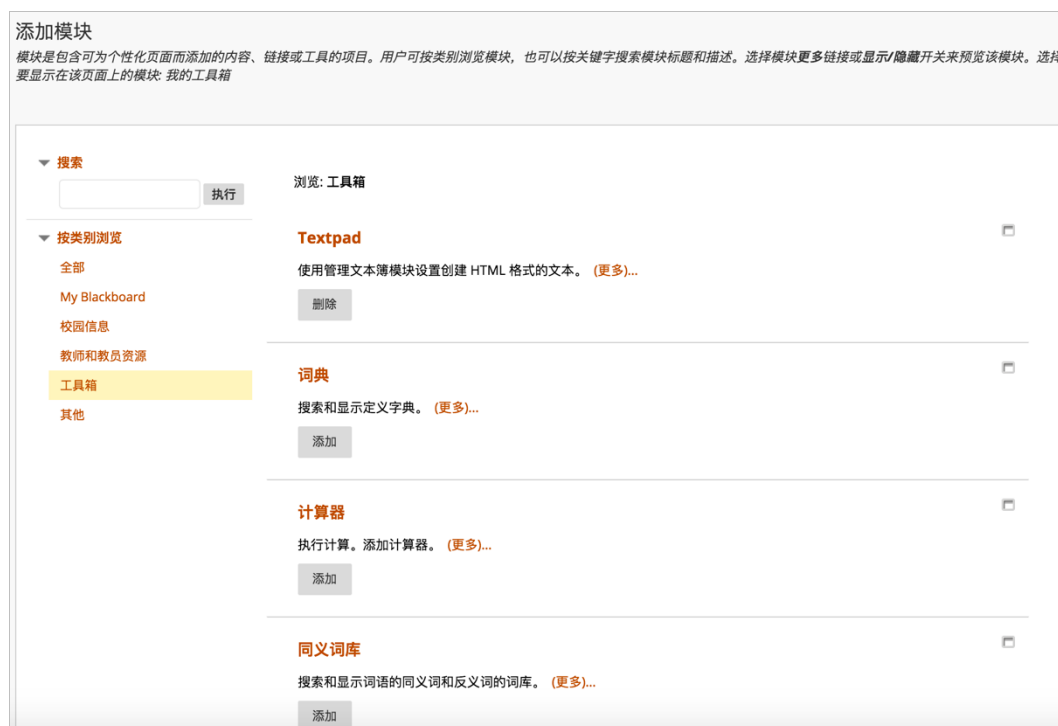 添加模块
模块是包含可为个性化页面而添加的内容、链接或工具的项目。用户可按类别浏览模块，也可以按关键字搜索模块标题和描述。选择模块更多链接或显示/隐藏开关来预览该模块。选择
要显示在该页面上的模块: 我的工具箱
搜索
执行
按类别浏览
全部
My Blackboard
校园信息
教师和教员资源
工具箱
其他
浏览: 工具箱
Textpad
使用管理文本簿模块设置创建 HTML 格式的文本。 (更多)...
删除
词典
搜索和显示定义字典。 (更多)...
添加
计算器
执行计算。添加计算器。 (更多)...
添加
同义词库
搜索和显示词语的同义词和反义词的词库。 (更多)...
添加